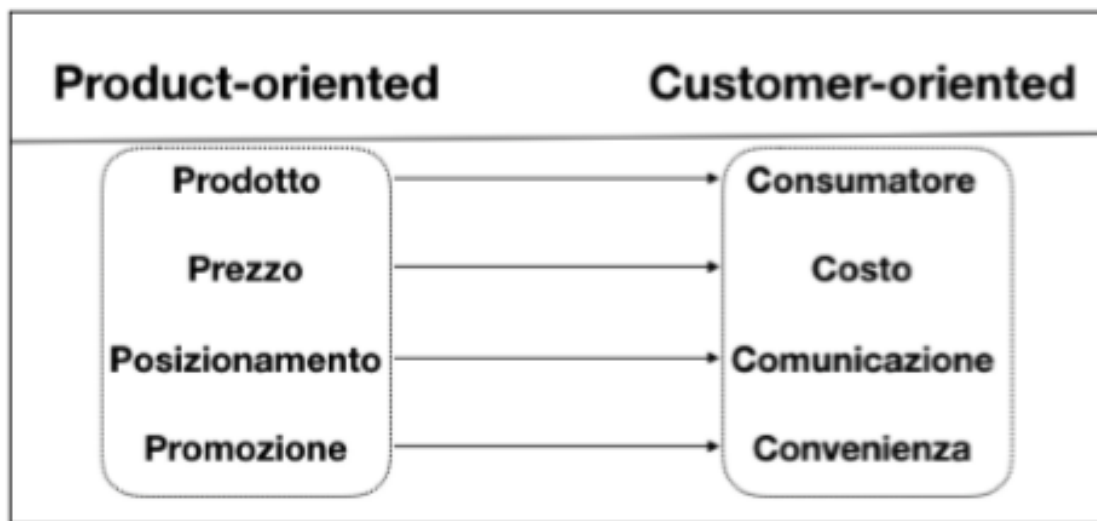 Product-oriented Customer-oriented
Prodotto Consumatore
Prezzo Costo
Posizionamento Comunicazione
Promozione Convenienza